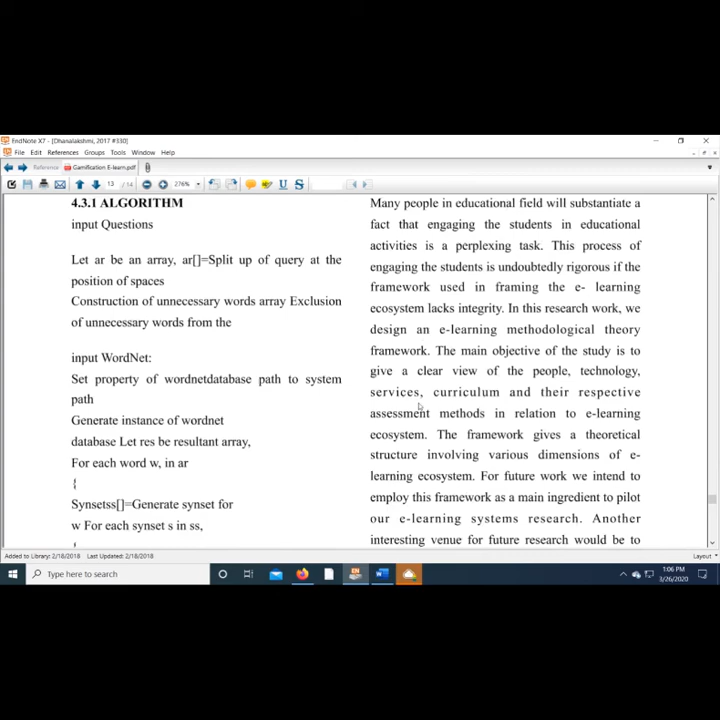 EndNote X7 - [Dhanalakshmi, 2017 #330]
File Edit References Groups Tools Window Help
Reference Gamification E-learn.pdf
13 / 14 276%
4.3.1 ALGORITHM
input Questions
Let ar be an array, ar[]=Split up of query at the
position of spaces
Construction of unnecessary words array Exclusion
of unnecessary words from the
input WordNet:
Set property of wordnetdatabase path to system
path
Generate instance of wordnet
database Let res be resultant array,
For each word w, in ar
{
Synsetss[]=Generate synset for
w For each synset s in ss,
Many people in educational field will substantiate a
fact that engaging the students in educational
activities is a perplexing task. This process of
engaging the students is undoubtedly rigorous if the
framework used in framing the e- learning
ecosystem lacks integrity. In this research work, we
design an e-learning methodological theory
framework. The main objective of the study is to
give a clear view of the people, technology,
services, curriculum and their respective
assessment methods in relation to e-learning
ecosystem. The framework gives a theoretical
structure involving various dimensions of e-
learning ecosystem. For future work we intend to
employ this framework as a main ingredient to pilot
our e-learning systems research. Another
interesting venue for future research would be to
Added to Library: 2/18/2018 Last Updated: 2/18/2018
Layout
Type here to search
1:06 PM
3/26/2020